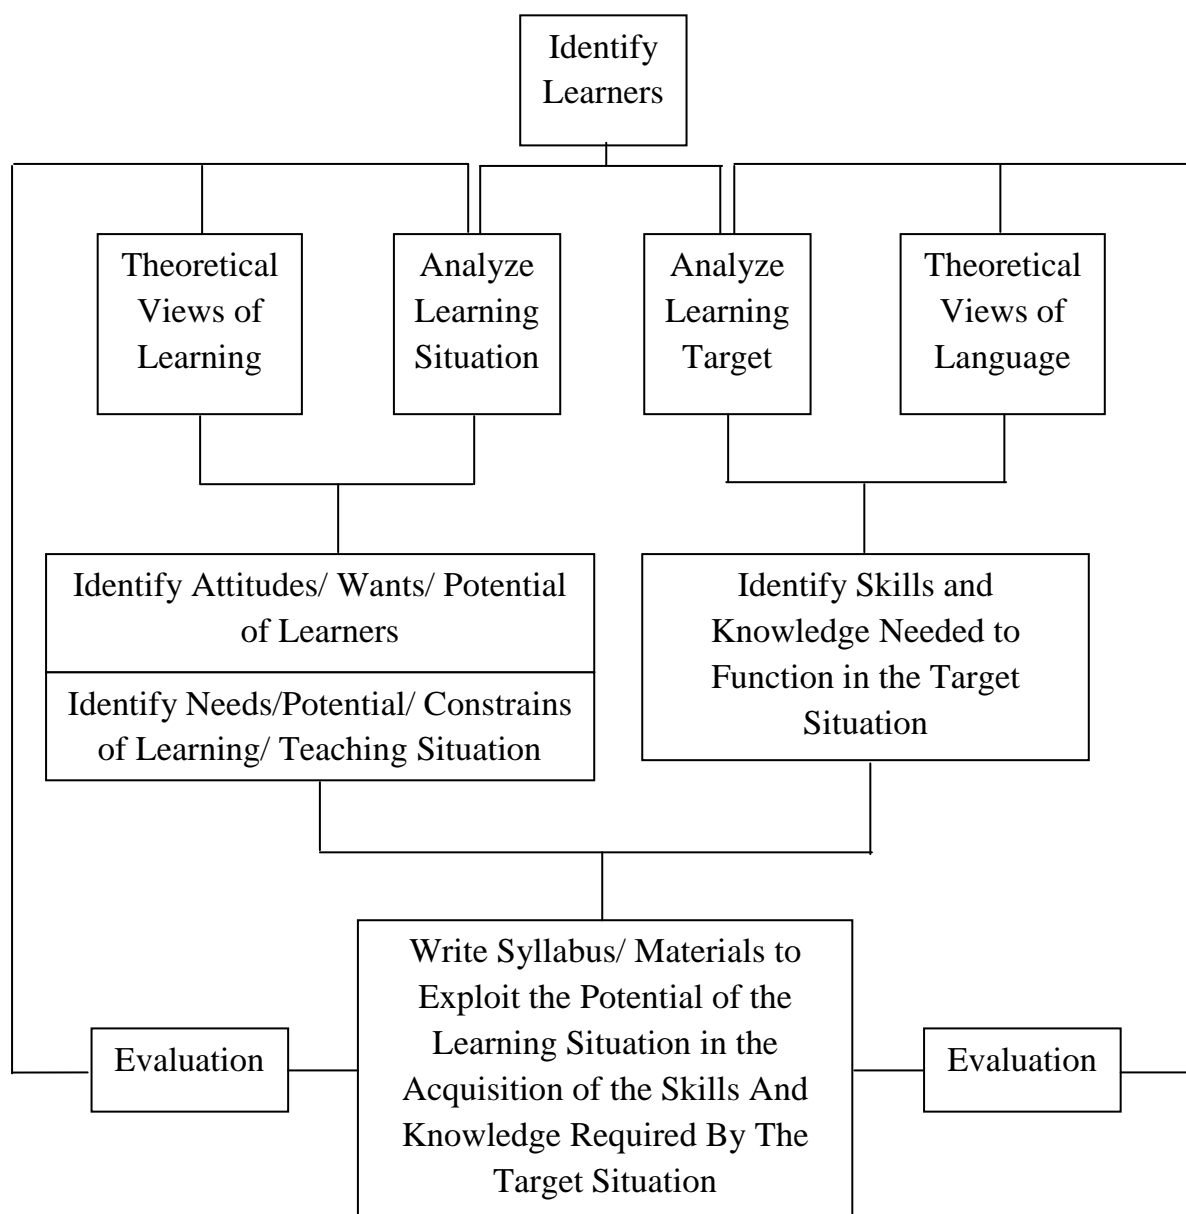 Identify
Learners
Theoretical
Views of
Learning
Analyze
Learning
Situation
Analyze
Learning
Target
Theoretical
Views of
Language
Identify Attitudes/ Wants/ Potential
of Learners
Identify Needs/Potential/ Constrains
of Learning/ Teaching Situation
Identify Skills and
Knowledge Needed to
Function in the Target
Situation
Evaluation
Write Syllabus/ Materials to
Exploit the Potential of the
Learning Situation in the
Acquisition of the Skills And
Knowledge Required By The
Target Situation
Evaluation